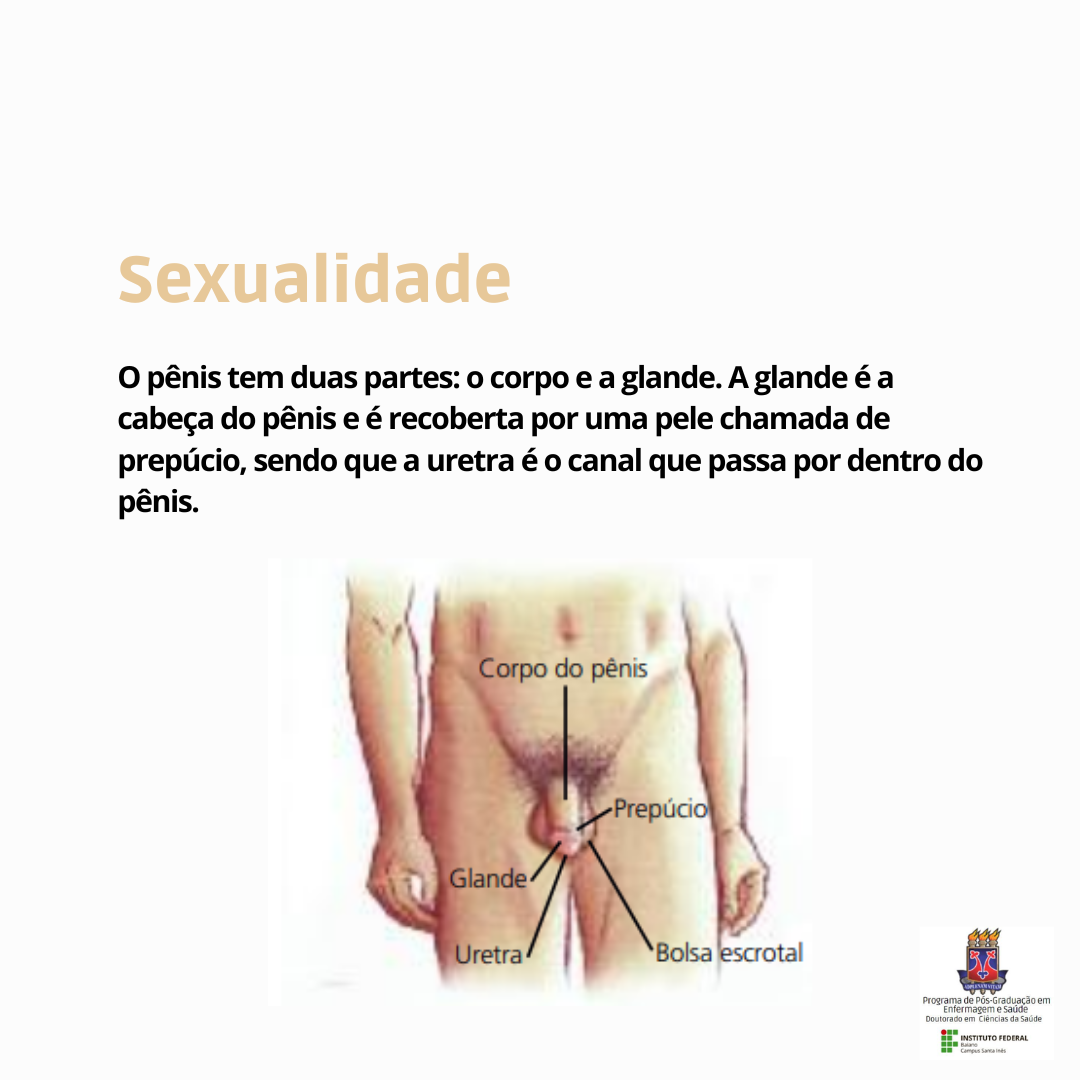 Sexualidade
O pênis tem duas partes: o corpo e a glande. A glande é a
cabeça do pênis e é recoberta por uma pele chamada de
prepúcio, sendo que a uretra é o canal que passa por dentro do
pênis.
Corpo do pênis
Prepúcio
Glande
Uretra
Bolsa escrotal
Programa de Pós-Graduação em
Enfermagem e Saúde
Doutorado em Ciências da Saúde
INSTITUTO FEDERAL
Baiano
Campus Santa Inês